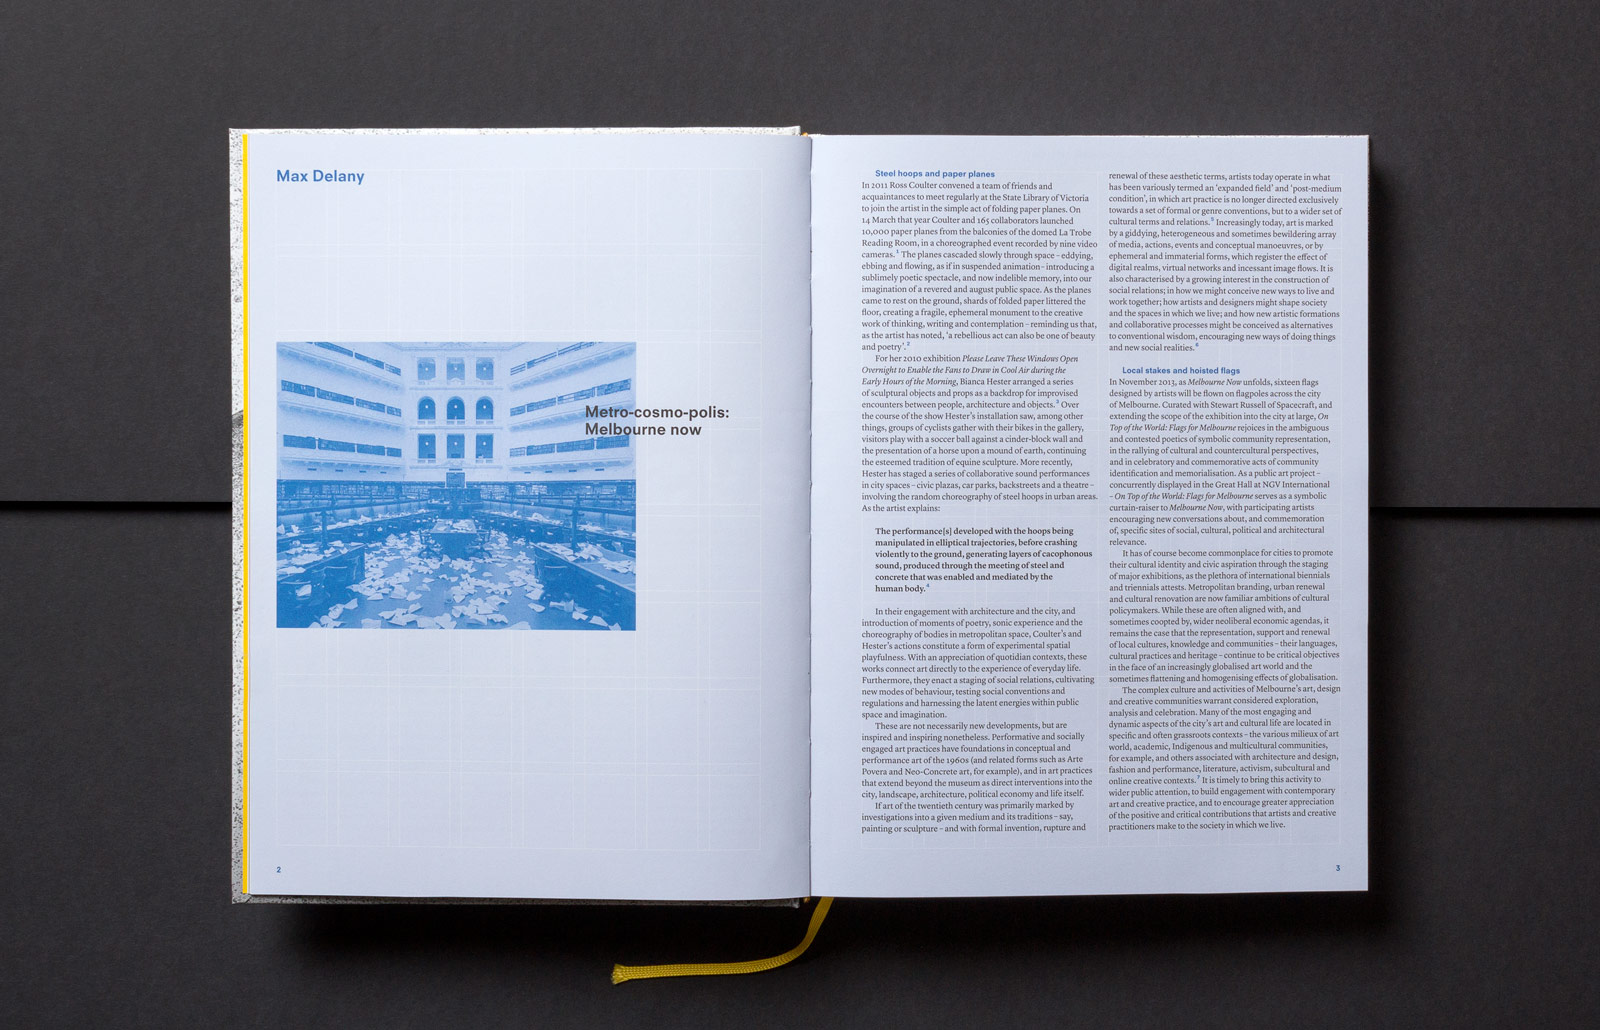 Max Delany
Metro-cosmo-polis:
Melbourne now
2
Steel hoops and paper planes
In 2011 Ross Coulter convened a team of friends and
acquaintances to meet regularly at the State Library of Victoria
to join the artist in the simple act of folding paper planes. On
14 March that year Coulter and 165 collaborators launched
10,000 paper planes from the balconies of the domed La Trobe
Reading Room, in a choreographed event recorded by nine video
cameras.1 The planes cascaded slowly through space – eddying,
ebbing and flowing, as if in suspended animation – introducing a
sublimely poetic spectacle, and now indelible memory, into our
imagination of a revered and august public space. As the planes
came to rest on the ground, shards of folded paper littered the
floor, creating a fragile, ephemeral monument to the creative
work of thinking, writing and contemplation – reminding us that,
as the artist has noted, ‘a rebellious act can also be one of beauty
and poetry’.2
For her 2010 exhibition Please Leave These Windows Open
Overnight to Enable the Fans to Draw in Cool Air during the
Early Hours of the Morning, Bianca Hester arranged a series
of sculptural objects and props as a backdrop for improvised
encounters between people, architecture and objects.3 Over
the course of the show Hester’s installation saw, among other
things, groups of cyclists gather with their bikes in the gallery,
visitors play with a soccer ball against a cinder-block wall and
the presentation of a horse upon a mound of earth, continuing
the esteemed tradition of equine sculpture. More recently,
Hester has staged a series of collaborative sound performances
in city spaces – civic plazas, car parks, backstreets and a theatre –
involving the random choreography of steel hoops in urban areas.
As the artist explains:
The performance[s] developed with the hoops being
manipulated in elliptical trajectories, before crashing
violently to the ground, generating layers of cacophonous
sound, produced through the meeting of steel and
concrete that was enabled and mediated by the
human body.4
In their engagement with architecture and the city, and
introduction of moments of poetry, sonic experience and the
choreography of bodies in metropolitan space, Coulter’s and
Hester’s actions constitute a form of experimental spatial
playfulness. With an appreciation of quotidian contexts, these
works connect art directly to the experience of everyday life.
Furthermore, they enact a staging of social relations, cultivating
new modes of behaviour, testing social conventions and
regulations and harnessing the latent energies within public
space and imagination.
These are not necessarily new developments, but are
inspired and inspiring nonetheless. Performative and socially
engaged art practices have foundations in conceptual and
performance art of the 1960s (and related forms such as Arte
Povera and Neo-Concrete art, for example), and in art practices
that extend beyond the museum as direct interventions into the
city, landscape, architecture, political economy and life itself.
If art of the twentieth century was primarily marked by
investigations into a given medium and its traditions – say,
painting or sculpture – and with formal invention, rupture and
renewal of these aesthetic terms, artists today operate in what
has been variously termed an ‘expanded field’ and ‘post-medium
condition’, in which art practice is no longer directed exclusively
towards a set of formal or genre conventions, but to a wider set of
cultural terms and relations.5 Increasingly today, art is marked
by a giddying, heterogeneous and sometimes bewildering array
of media, actions, events and conceptual manoeuvres, or by
ephemeral and immaterial forms, which register the effect of
digital realms, virtual networks and incessant image flows. It is
also characterised by a growing interest in the construction of
social relations; in how we might conceive new ways to live and
work together; how artists and designers might shape society
and the spaces in which we live; and how new artistic formations
and collaborative processes might be conceived as alternatives
to conventional wisdom, encouraging new ways of doing things
and new social realities.6
Local stakes and hoisted flags
In November 2013, as Melbourne Now unfolds, sixteen flags
designed by artists will be flown on flagpoles across the city
of Melbourne. Curated with Stewart Russell of Spacecraft, and
extending the scope of the exhibition into the city at large, On
Top of the World: Flags for Melbourne rejoices in the ambiguous
and contested poetics of symbolic community representation,
in the rallying of cultural and countercultural perspectives,
and in celebratory and commemorative acts of community
identification and memorialisation. As a public art project –
concurrently displayed in the Great Hall at NGV International
– On Top of the World: Flags for Melbourne serves as a symbolic
curtain-raiser to Melbourne Now, with participating artists
encouraging new conversations about, and commemoration
of, specific sites of social, cultural, political and architectural
relevance.
It has of course become commonplace for cities to promote
their cultural identity and civic aspiration through the staging
of major exhibitions, as the plethora of international biennials
and triennials attests. Metropolitan branding, urban renewal
and cultural renovation are now familiar ambitions of cultural
policymakers. While these are often aligned with, and
sometimes coopted by, wider neoliberal economic agendas, it
remains the case that the representation, support and renewal
of local cultures, knowledge and communities – their languages,
cultural practices and heritage – continue to be critical objectives
in the face of an increasingly globalised art world and the
sometimes flattening and homogenising effects of globalisation.
The complex culture and activities of Melbourne’s art, design
and creative communities warrant considered exploration,
analysis and celebration. Many of the most engaging and
dynamic aspects of the city’s art and cultural life are located in
specific and often grassroots contexts – the various milieux of art
world, academic, Indigenous and multicultural communities,
for example, and others associated with architecture and design,
fashion and performance, literature, activism, subcultural and
online creative contexts.7 It is timely to bring this activity to
wider public attention, to build engagement with contemporary
art and creative practice, and to encourage greater appreciation
of the positive and critical contributions that artists and creative
practitioners make to the society in which we live.
3